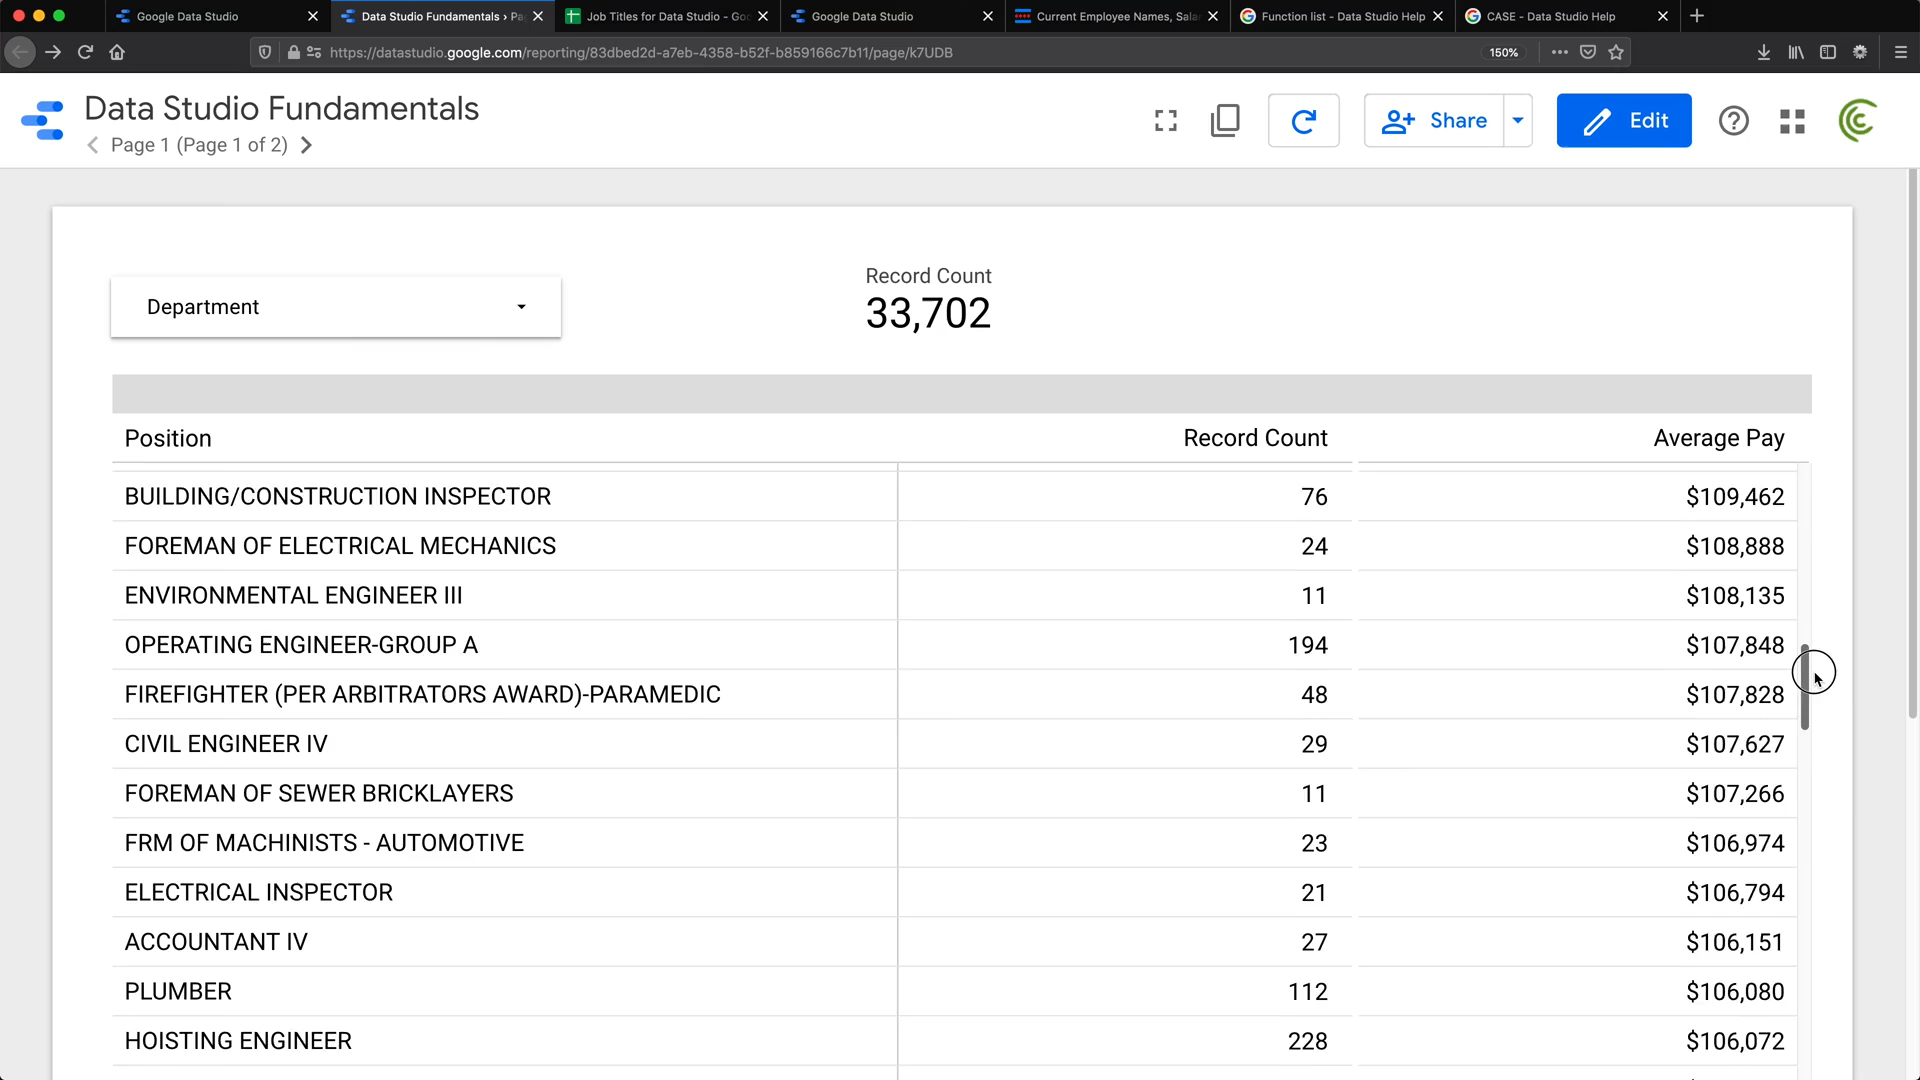 Google Data Studio
Data Studio Fundamentals › Pa
Job Titles for Data Studio - Goo
Google Data Studio
Current Employee Names, Sala
Function list - Data Studio Help
CASE - Data Studio Help
https://datastudio.google.com/reporting/83dbed2d-a7eb-4358-b52f-b859166c7b11/page/k7UDB
150%
Data Studio Fundamentals
Page 1 (Page 1 of 2)
Share
Edit
Department
Record Count
33,702
Position Record Count Average Pay
BUILDING/CONSTRUCTION INSPECTOR 76 $109,462
FOREMAN OF ELECTRICAL MECHANICS 24 $108,888
ENVIRONMENTAL ENGINEER III 11 $108,135
OPERATING ENGINEER-GROUP A 194 $107,848
FIREFIGHTER (PER ARBITRATORS AWARD)-PARAMEDIC 48 $107,828
CIVIL ENGINEER IV 29 $107,627
FOREMAN OF SEWER BRICKLAYERS 11 $107,266
FRM OF MACHINISTS - AUTOMOTIVE 23 $106,974
ELECTRICAL INSPECTOR 21 $106,794
ACCOUNTANT IV 27 $106,151
PLUMBER 112 $106,080
HOISTING ENGINEER 228 $106,072